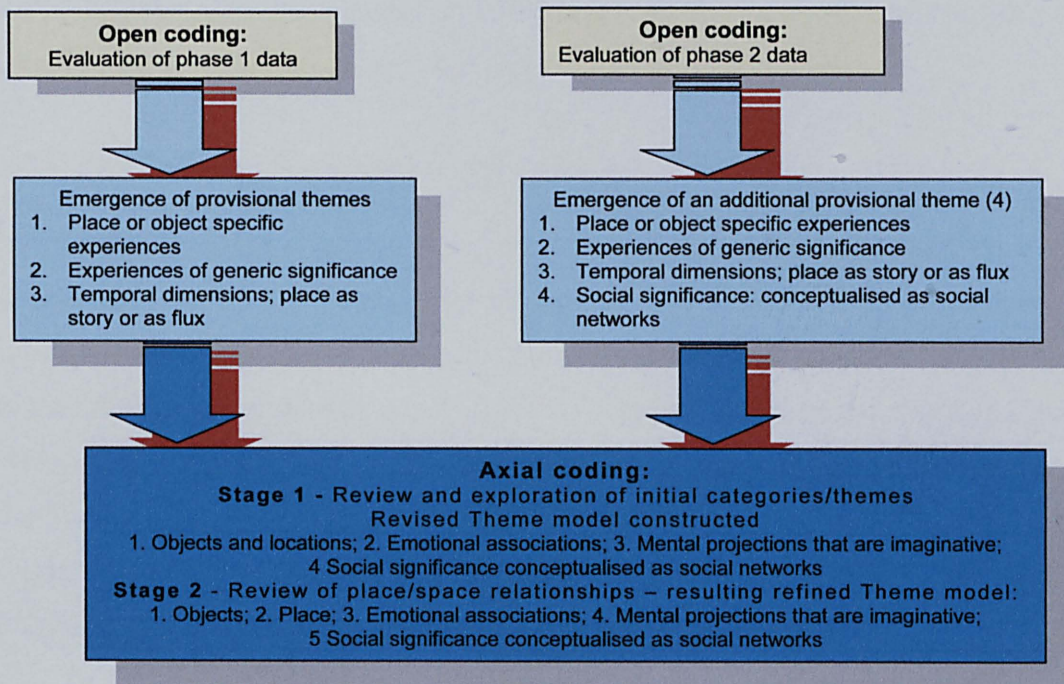 Open coding:
Evaluation of phase 1 data
Open coding:
Evaluation of phase 2 data
Emergence of provisional themes
1. Place or object specific
experiences
2. Experiences of generic significance
3. Temporal dimensions; place as
story or as flux
Emergence of an additional provisional theme (4)
1. Place or object specific experiences
2. Experiences of generic significance
3. Temporal dimensions; place as story or as flux
4. Social significance: conceptualised as social
networks
Axial coding:
Stage 1 - Review and exploration of initial categories/themes
Revised Theme model constructed
1. Objects and locations; 2. Emotional associations; 3. Mental projections that are imaginative;
4 Social significance conceptualised as social networks
Stage 2 - Review of place/space relationships – resulting refined Theme model:
1. Objects; 2. Place; 3. Emotional associations; 4. Mental projections that are imaginative;
5 Social significance conceptualised as social networks